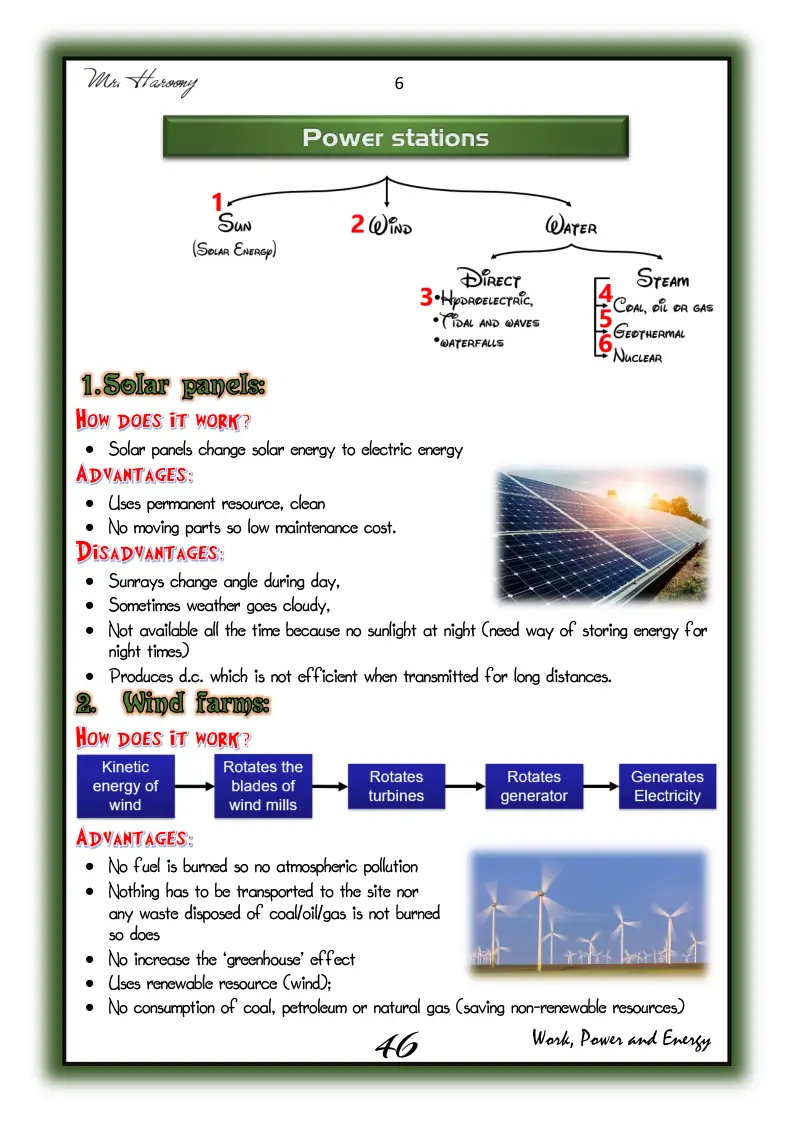 Mr. Haroony
6
Power stations
1
Sun
(Solar Energy)
2 Wind
Water
Direct
3 •Hydroelectric,
•Tidal and waves
•waterfalls
Steam
4 Coal, oil or gas
5 Geothermal
6 Nuclear
1.Solar panels:
How does it work?
• Solar panels change solar energy to electric energy
Advantages:
• Uses permanent resource, clean
• No moving parts so low maintenance cost.
Disadvantages:
• Sunrays change angle during day,
• Sometimes weather goes cloudy,
• Not available all the time because no sunlight at night (need way of storing energy for
night times)
• Produces d.c. which is not efficient when transmitted for long distances.
2. Wind farms:
How does it work?
Kinetic
energy of
wind
Rotates the
blades of
wind mills
Rotates
turbines
Rotates
generator
Generates
Electricity
Advantages:
• No fuel is burned so no atmospheric pollution
• Nothing has to be transported to the site nor
any waste disposed of coal/oil/gas is not burned
so does
• No increase the 'greenhouse' effect
• Uses renewable resource (wind);
• No consumption of coal, petroleum or natural gas (saving non-renewable resources)
46
Work, Power and Energy